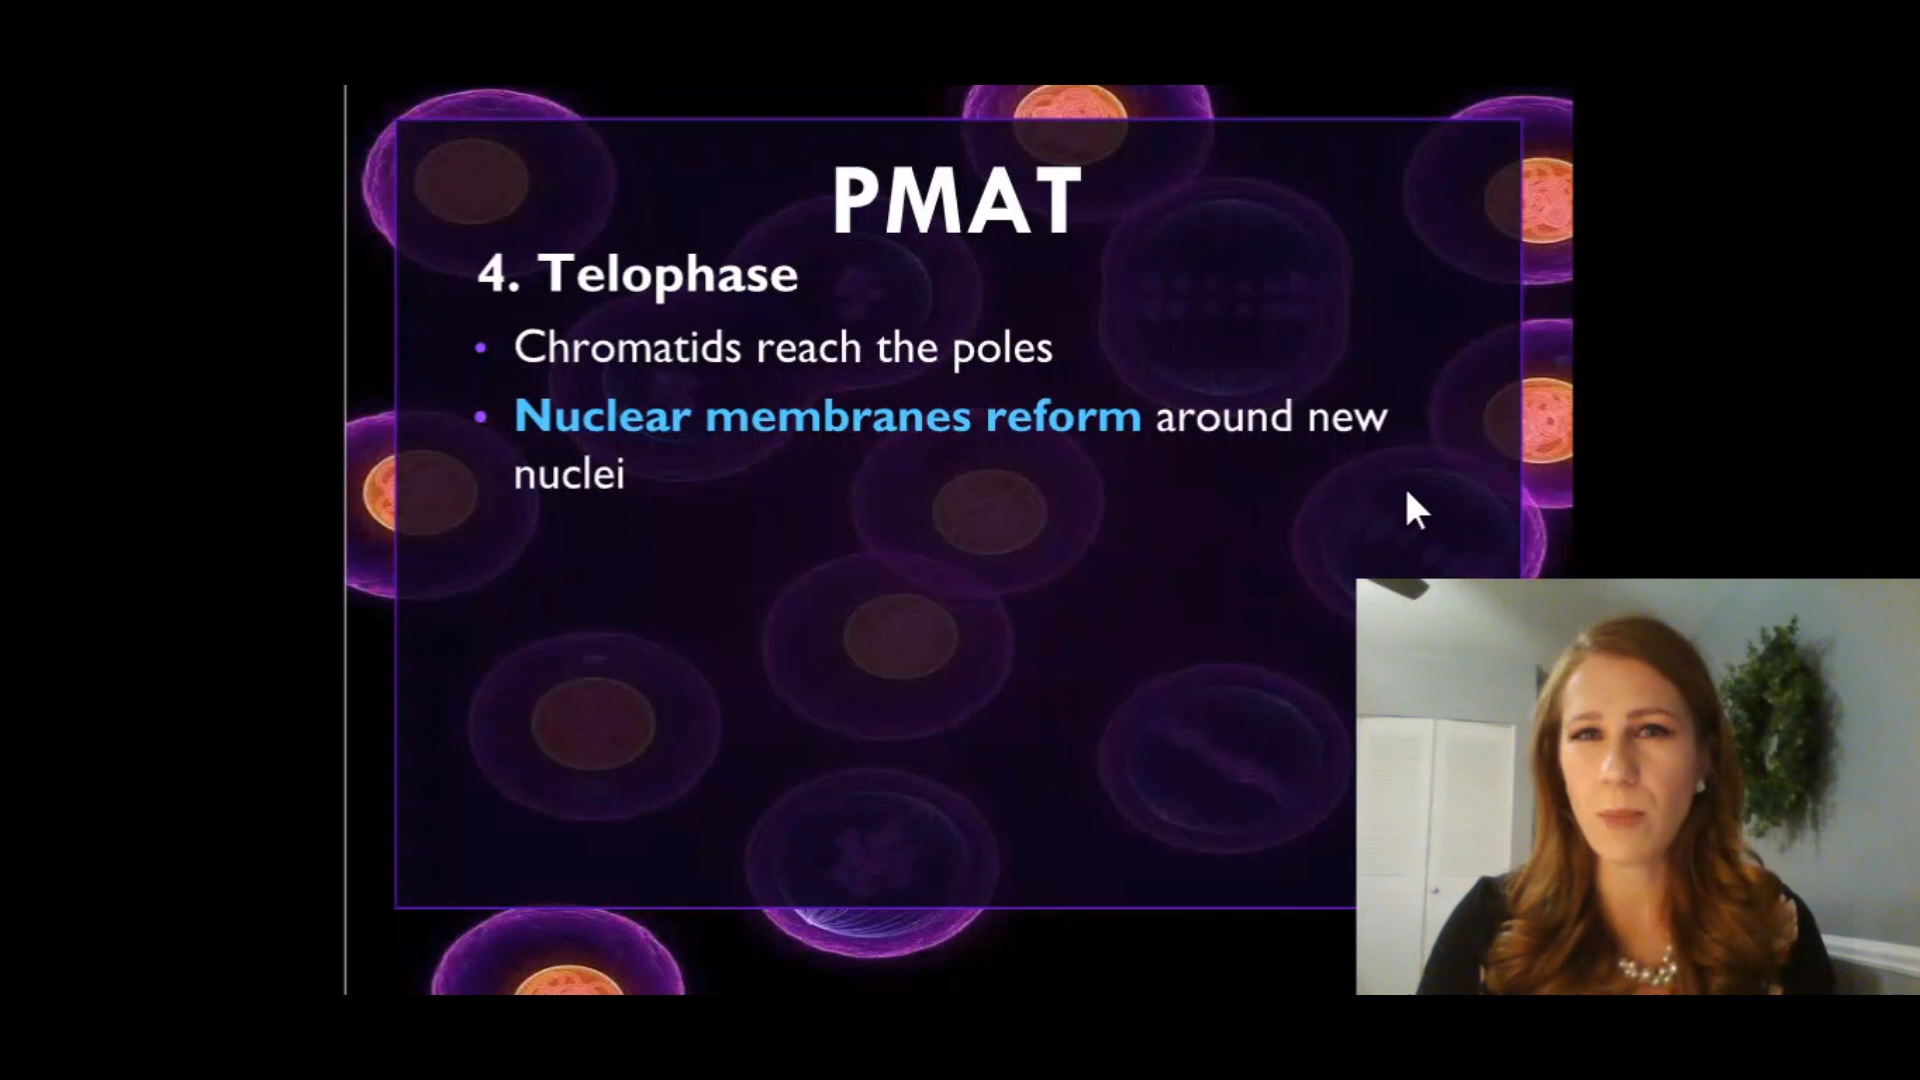 PMAT
4. Telophase
• Chromatids reach the poles
• Nuclear membranes reform around new
nuclei